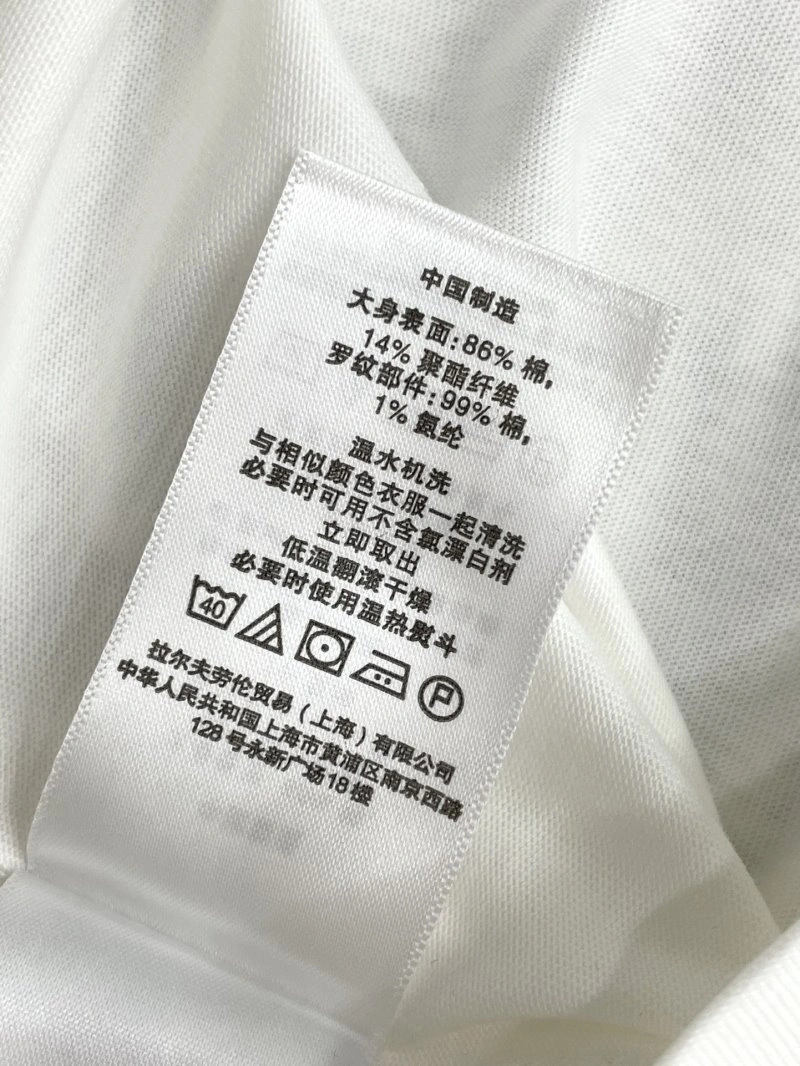 中国制造
大身表面:86% 棉,
14% 聚酯纤维
罗纹部件:99% 棉,
1% 氨纶
温水机洗
与相似颜色衣服一起清洗
必要时可用不含氯漂白剂
立即取出
低温翻滚干燥
必要时使用温热熨斗
40 P
拉尔夫劳伦贸易(上海)有限公司
中华人民共和国上海市黄浦区南京西路
128 号永新广场 18 楼